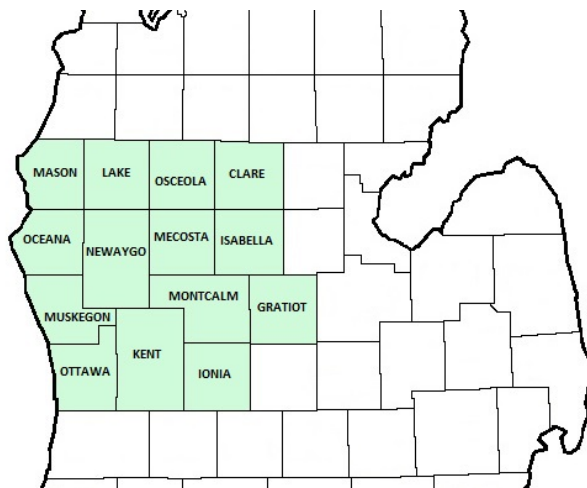 MASON
LAKE
OSCEOLA
CLARE
OCEANA
NEWAYGO
MECOSTA
ISABELLA
MUSKEGON
MONTCALM
GRATIOT
OTTAWA
KENT
IONIA